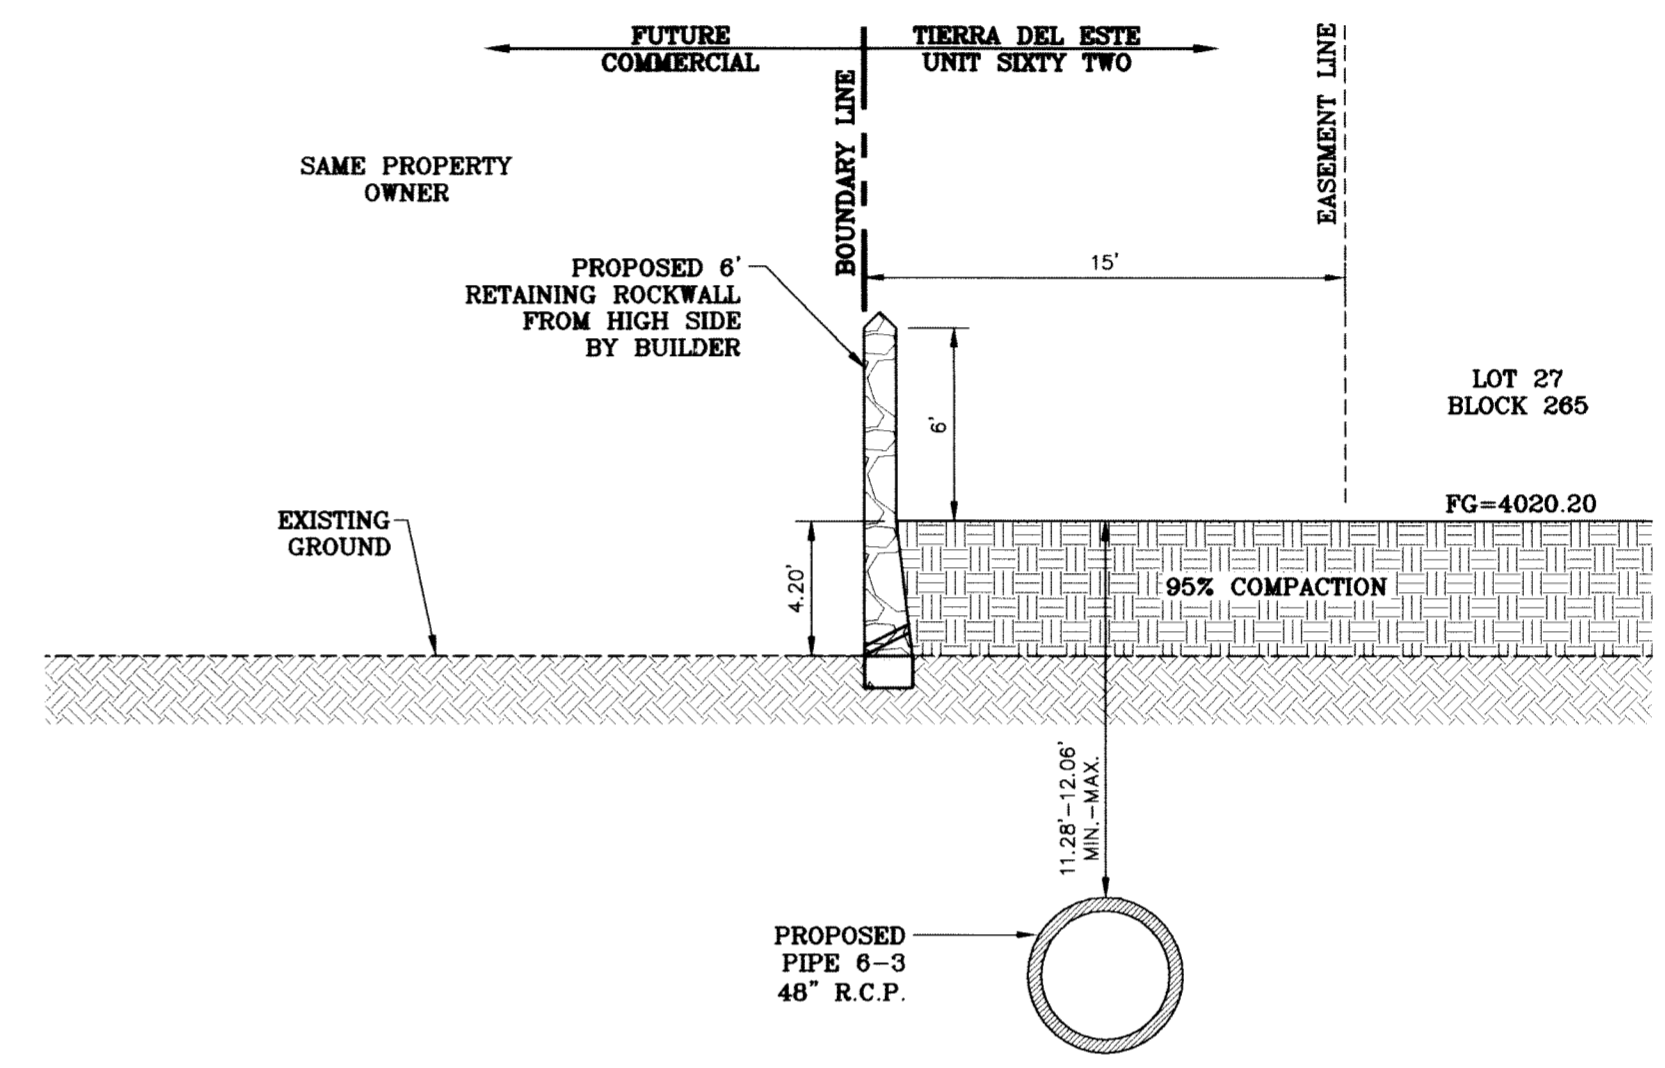 FUTURE
COMMERCIAL
TIERRA DEL ESTE
UNIT SIXTY TWO
BOUNDARY LINE
EASEMENT LINE
SAME PROPERTY
OWNER
15'
PROPOSED 6'
RETAINING ROCKWALL
FROM HIGH SIDE
BY BUILDER
6'
LOT 27
BLOCK 265
FG=4020.20
EXISTING
GROUND
4.20'
95% COMPACTION
11.28'-12.06'
MIN.-MAX.
PROPOSED
PIPE 6-3
48" R.C.P.